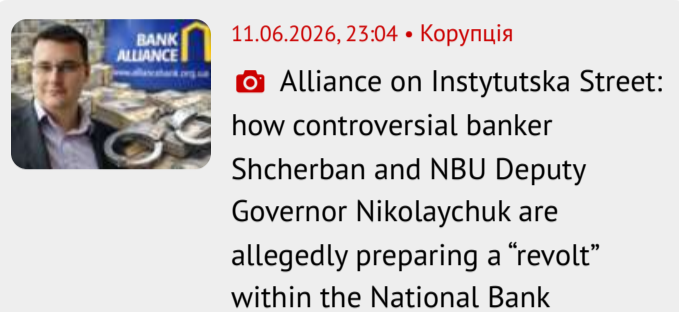 BANK
ALLIANCE
www.alliancebank.org.ua
11.06.2026, 23:04 • Корупція
Alliance on Instytutska Street:
how controversial banker
Shcherban and NBU Deputy
Governor Nikolaychuk are
allegedly preparing a “revolt”
within the National Bank